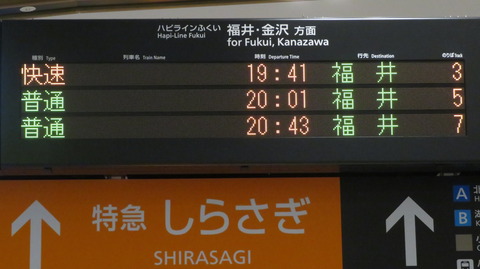 ハピラインふくい 福井・金沢 方面
Hapi-Line Fukui for Fukui, Kanazawa
種別 Type 列車名 Train Name 時刻 Departure Time 行先 Destination のりば Track
快速 19:41 福井 3
普通 20:01 福井 5
普通 20:43 福井 7
特急 しらさぎ
SHIRASAGI
A
B